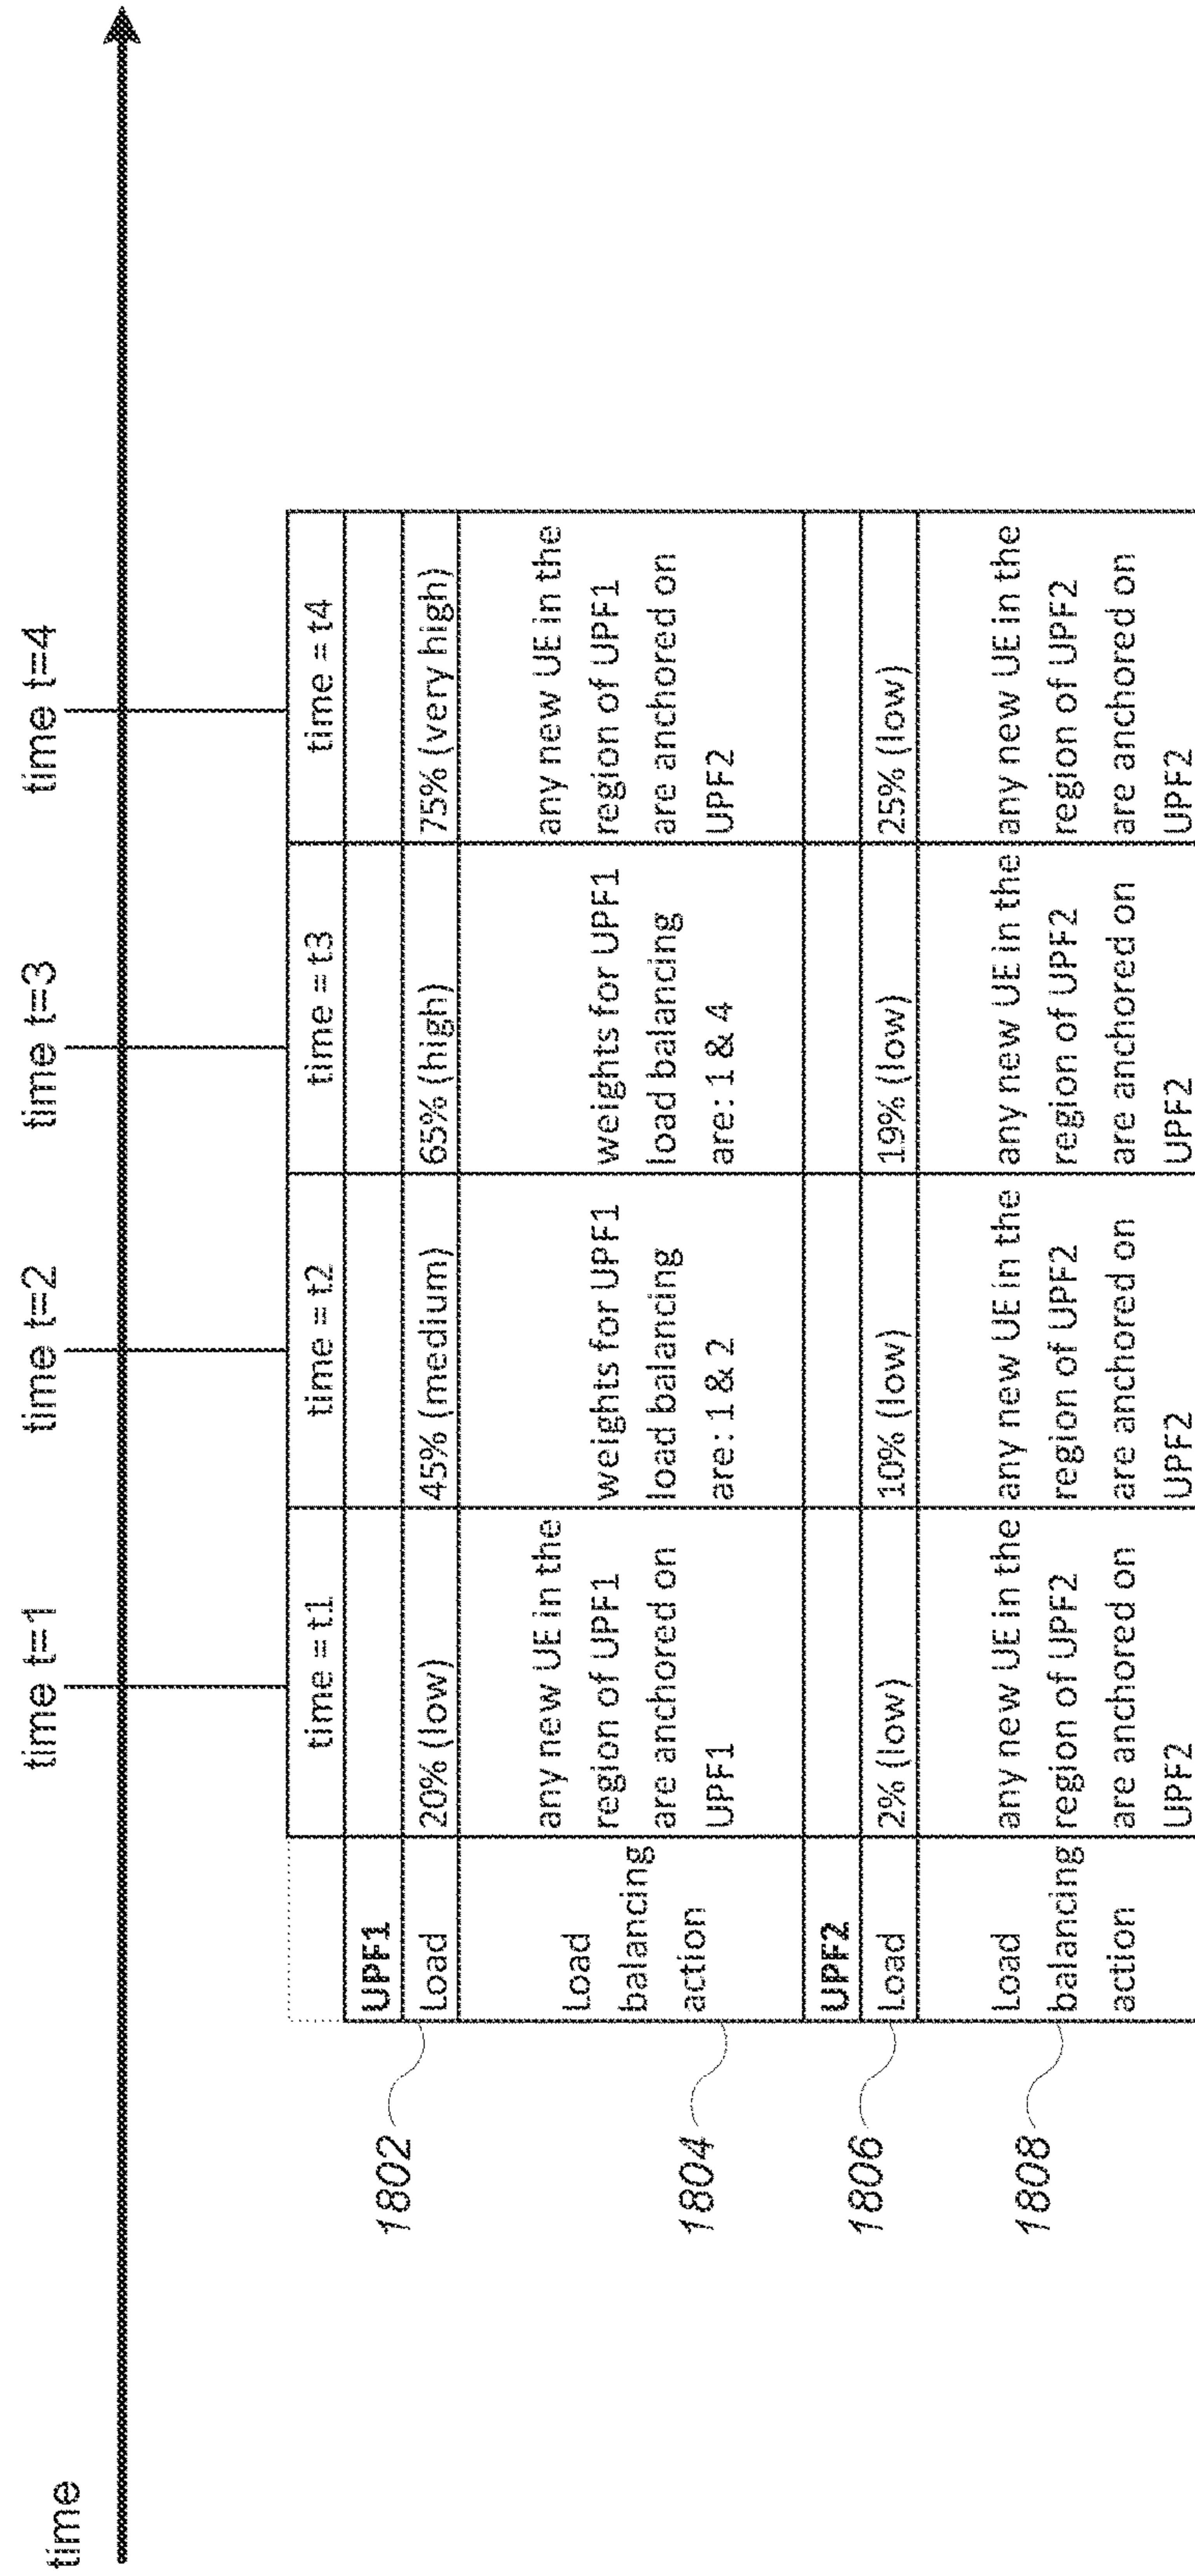 time
time t=1
time t=2
time t=3
time t=4
time = t1
time = t2
time = t3
time = t4
UPF1
1802
Load
20% (low)
45% (medium)
65% (high)
75% (very high)
1804
Load
balancing
action
any new UE in the
region of UPF1
are anchored on
UPF1
weights for UPF1
load balancing
are: 1 & 2
weights for UPF1
load balancing
are: 1 & 4
any new UE in the
region of UPF1
are anchored on
UPF2
UPF2
1806
Load
2% (low)
10% (low)
19% (low)
25% (low)
1808
Load
balancing
action
any new UE in the
region of UPF2
are anchored on
UPF2
any new UE in the
region of UPF2
are anchored on
UPF2
any new UE in the
region of UPF2
are anchored on
UPF2
any new UE in the
region of UPF2
are anchored on
UPF2